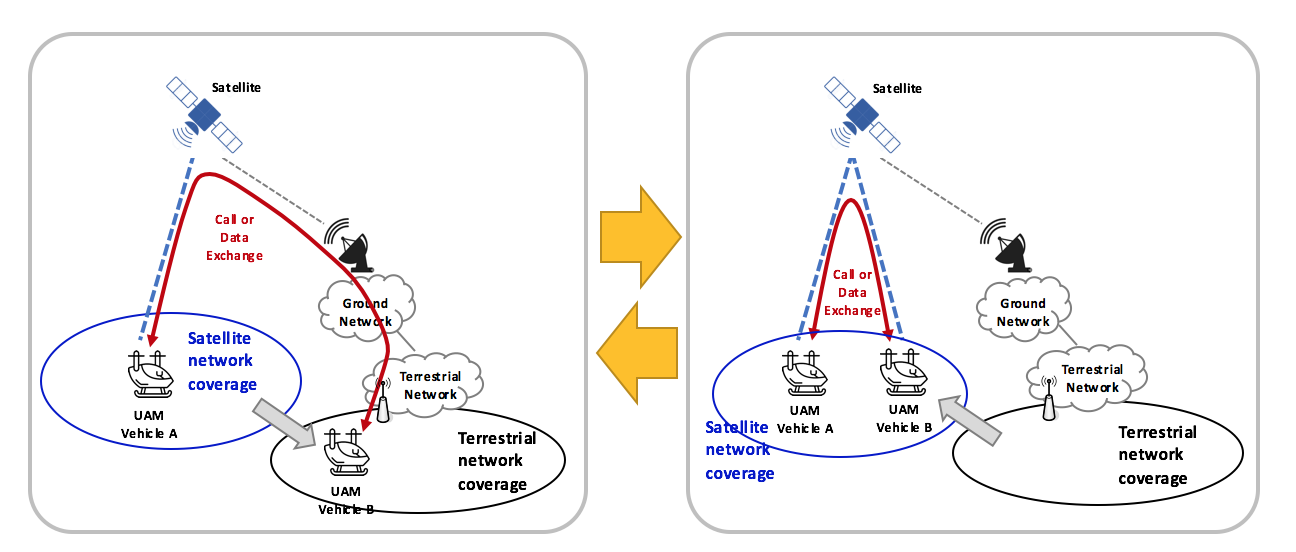 Satellite
Call or
Data
Exchange
Ground
Network
Satellite
network
coverage
Terrestrial
Network
UAM
Vehicle A
Terrestrial
network
coverage
UAM
Vehicle B
Satellite
Call or
Data
Exchange
Ground
Network
Terrestrial
Network
UAM
Vehicle A
UAM
Vehicle B
Satellite
network
coverage
Terrestrial
network
coverage